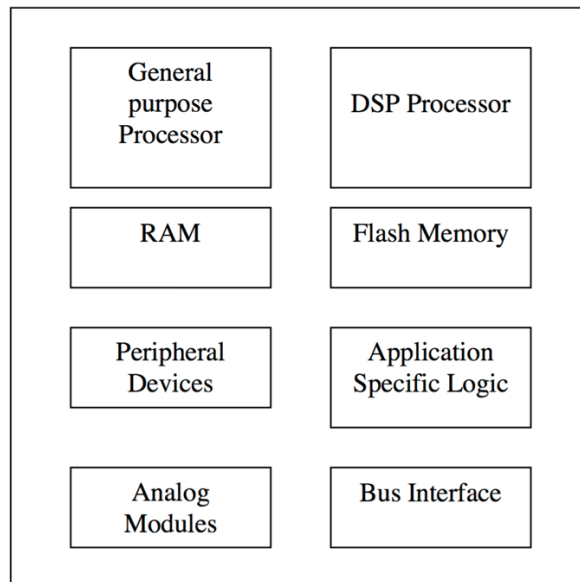 General
purpose
Processor
DSP Processor
RAM
Flash Memory
Peripheral
Devices
Application
Specific Logic
Analog
Modules
Bus Interface